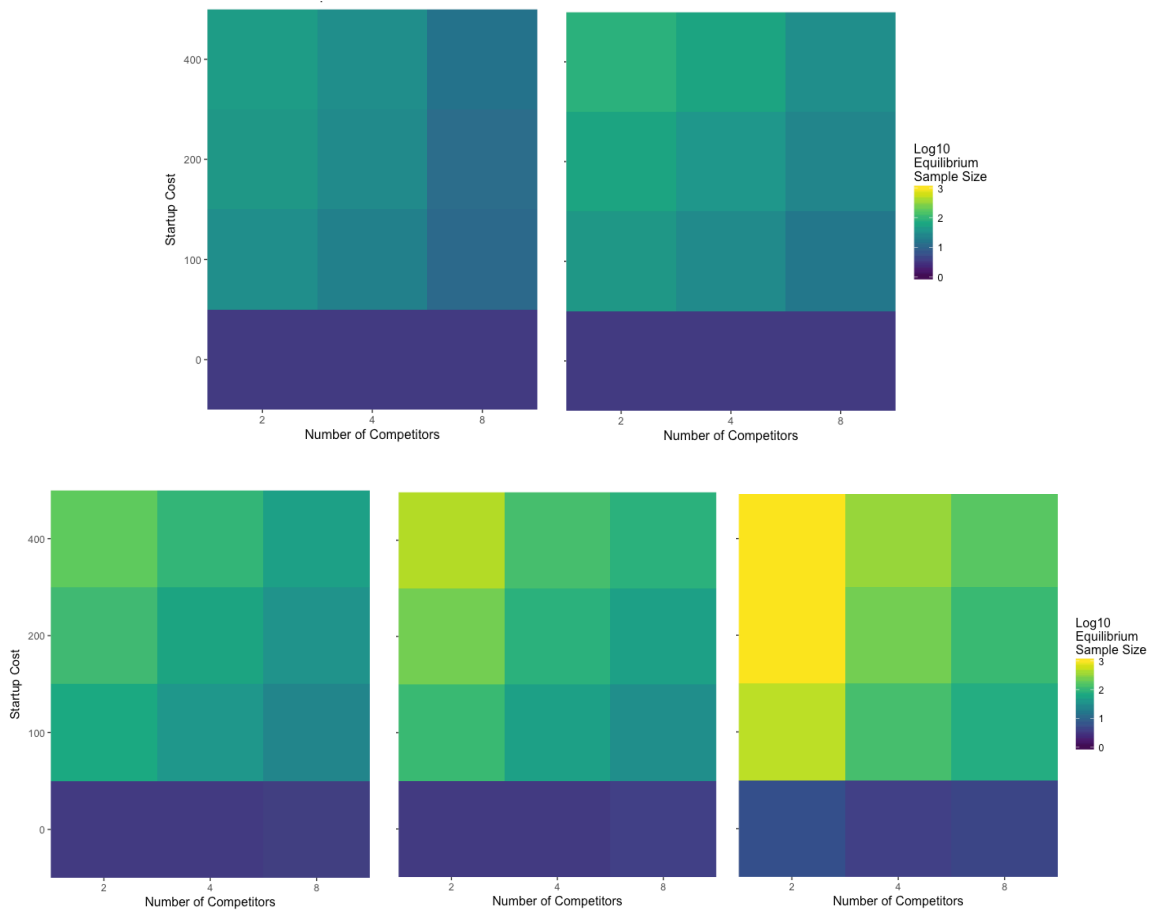 400
200
100
0
Startup Cost
2 4 8
Number of Competitors
2 4 8
Number of Competitors
Log10
Equilibrium
Sample Size
3
2
1
0
400
200
100
0
Startup Cost
2 4 8
Number of Competitors
2 4 8
Number of Competitors
2 4 8
Number of Competitors
Log10
Equilibrium
Sample Size
3
2
1
0